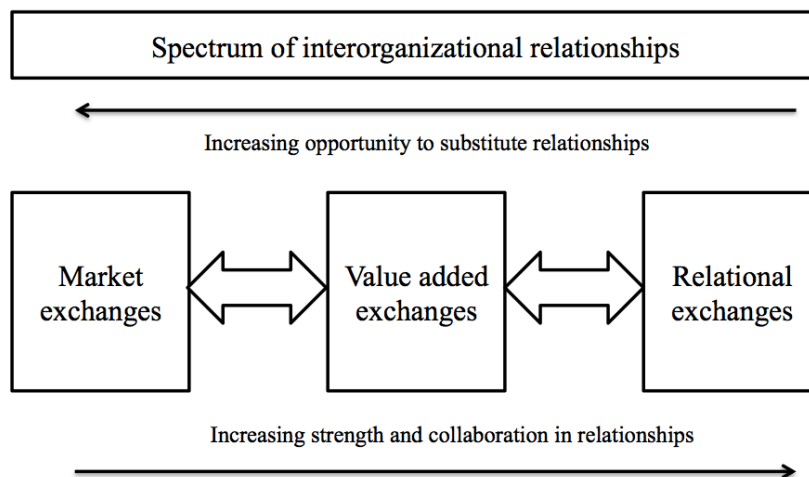 Spectrum of interorganizational relationships
Increasing opportunity to substitute relationships
Market
exchanges
Value added
exchanges
Relational
exchanges
Increasing strength and collaboration in relationships